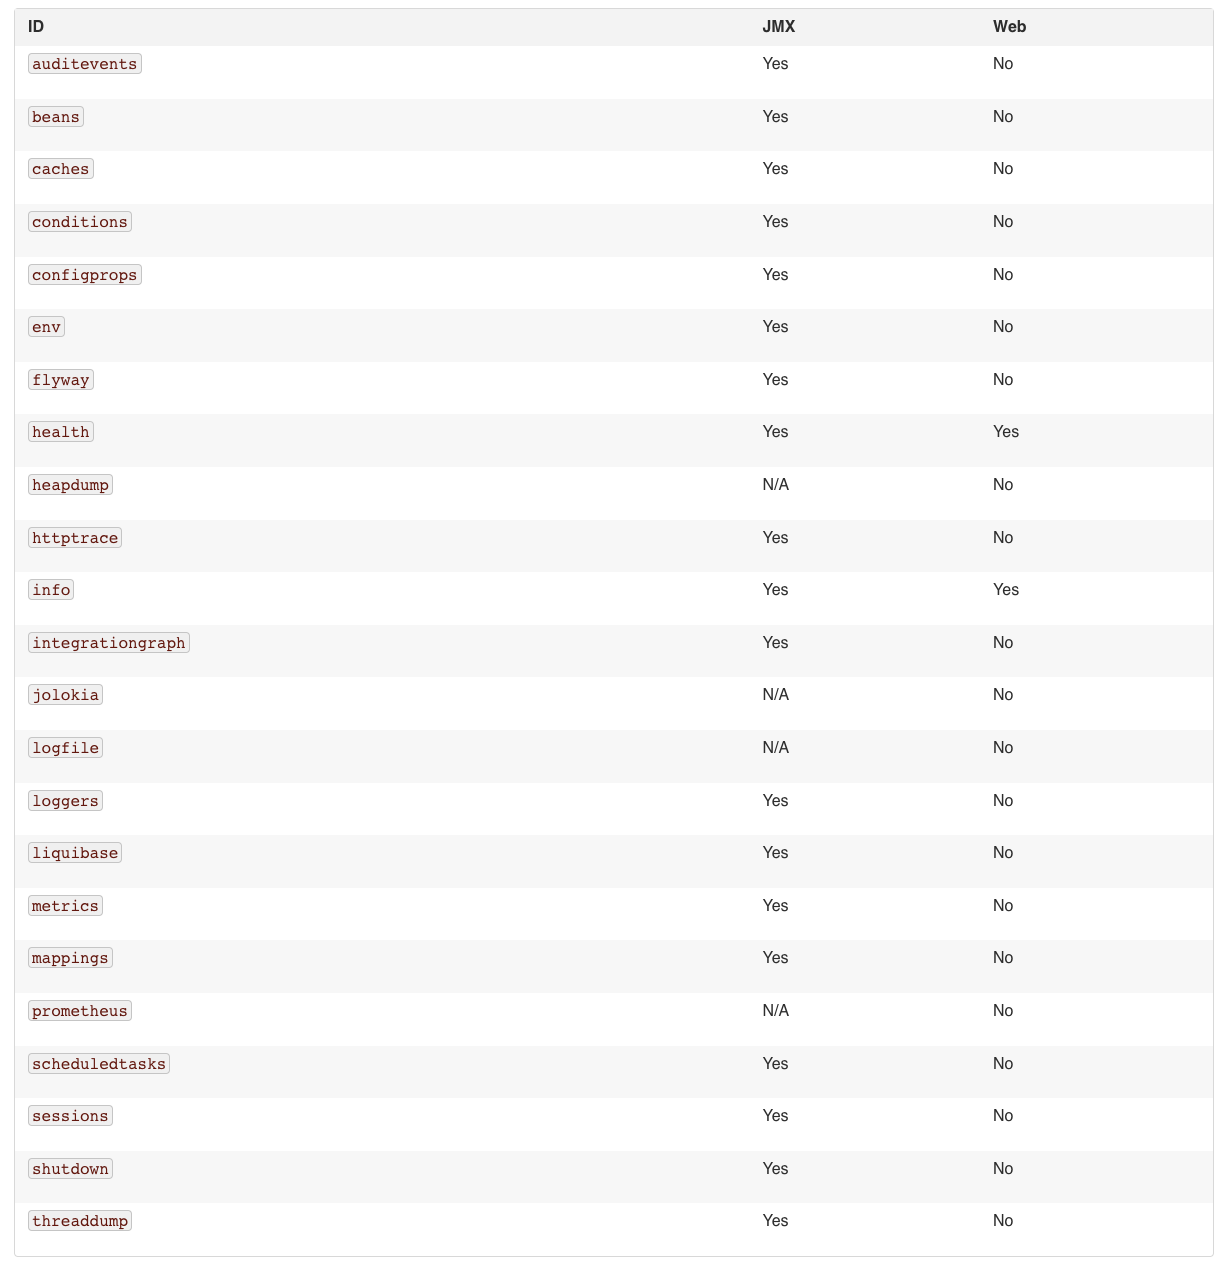 ID JMX Web
auditevents Yes No
beans Yes No
caches Yes No
conditions Yes No
configprops Yes No
env Yes No
flyway Yes No
health Yes Yes
heapdump N/A No
httptrace Yes No
info Yes Yes
integrationgraph Yes No
jolokia N/A No
logfile N/A No
loggers Yes No
liquibase Yes No
metrics Yes No
mappings Yes No
prometheus N/A No
scheduledtasks Yes No
sessions Yes No
shutdown Yes No
threaddump Yes No